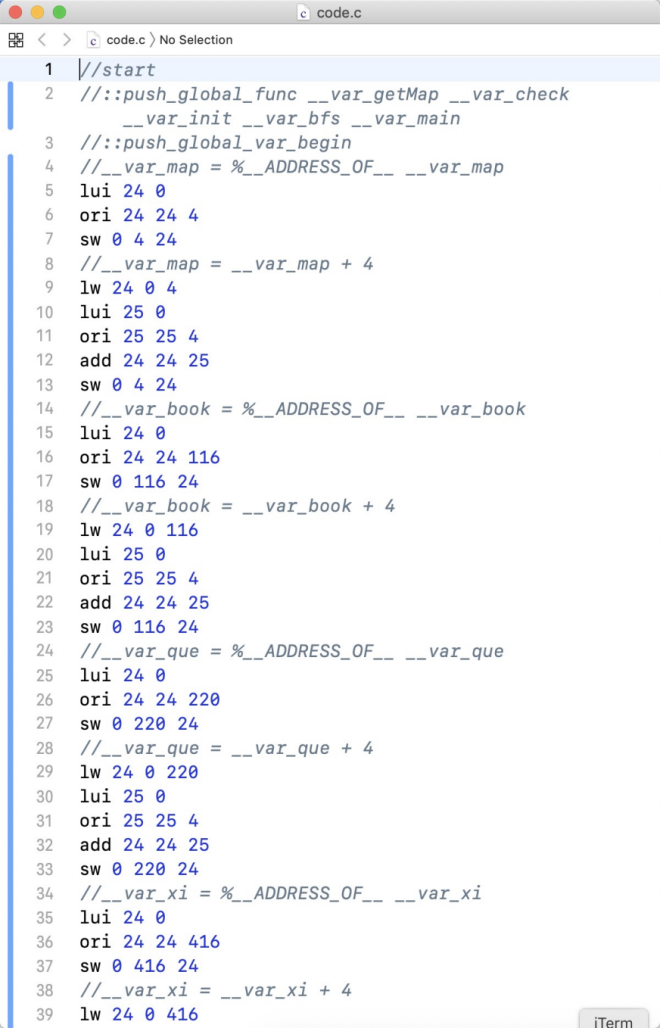 c code.c
c code.c 〉 No Selection
1 //start
2 //::push_global_func __var_getMap __var_check
__var_init __var_bfs __var_main
3 //::push_global_var_begin
4 //__var_map = %__ADDRESS_OF__ __var_map
5 lui 24 0
6 ori 24 24 4
7 sw 0 4 24
8 //__var_map = __var_map + 4
9 lw 24 0 4
10 lui 25 0
11 ori 25 25 4
12 add 24 24 25
13 sw 0 4 24
14 //__var_book = %__ADDRESS_OF__ __var_book
15 lui 24 0
16 ori 24 24 116
17 sw 0 116 24
18 //__var_book = __var_book + 4
19 lw 24 0 116
20 lui 25 0
21 ori 25 25 4
22 add 24 24 25
23 sw 0 116 24
24 //__var_que = %__ADDRESS_OF__ __var_que
25 lui 24 0
26 ori 24 24 220
27 sw 0 220 24
28 //__var_que = __var_que + 4
29 lw 24 0 220
30 lui 25 0
31 ori 25 25 4
32 add 24 24 25
33 sw 0 220 24
34 //__var_xi = %__ADDRESS_OF__ __var_xi
35 lui 24 0
36 ori 24 24 416
37 sw 0 416 24
38 //__var_xi = __var_xi + 4
39 lw 24 0 416
iTerm